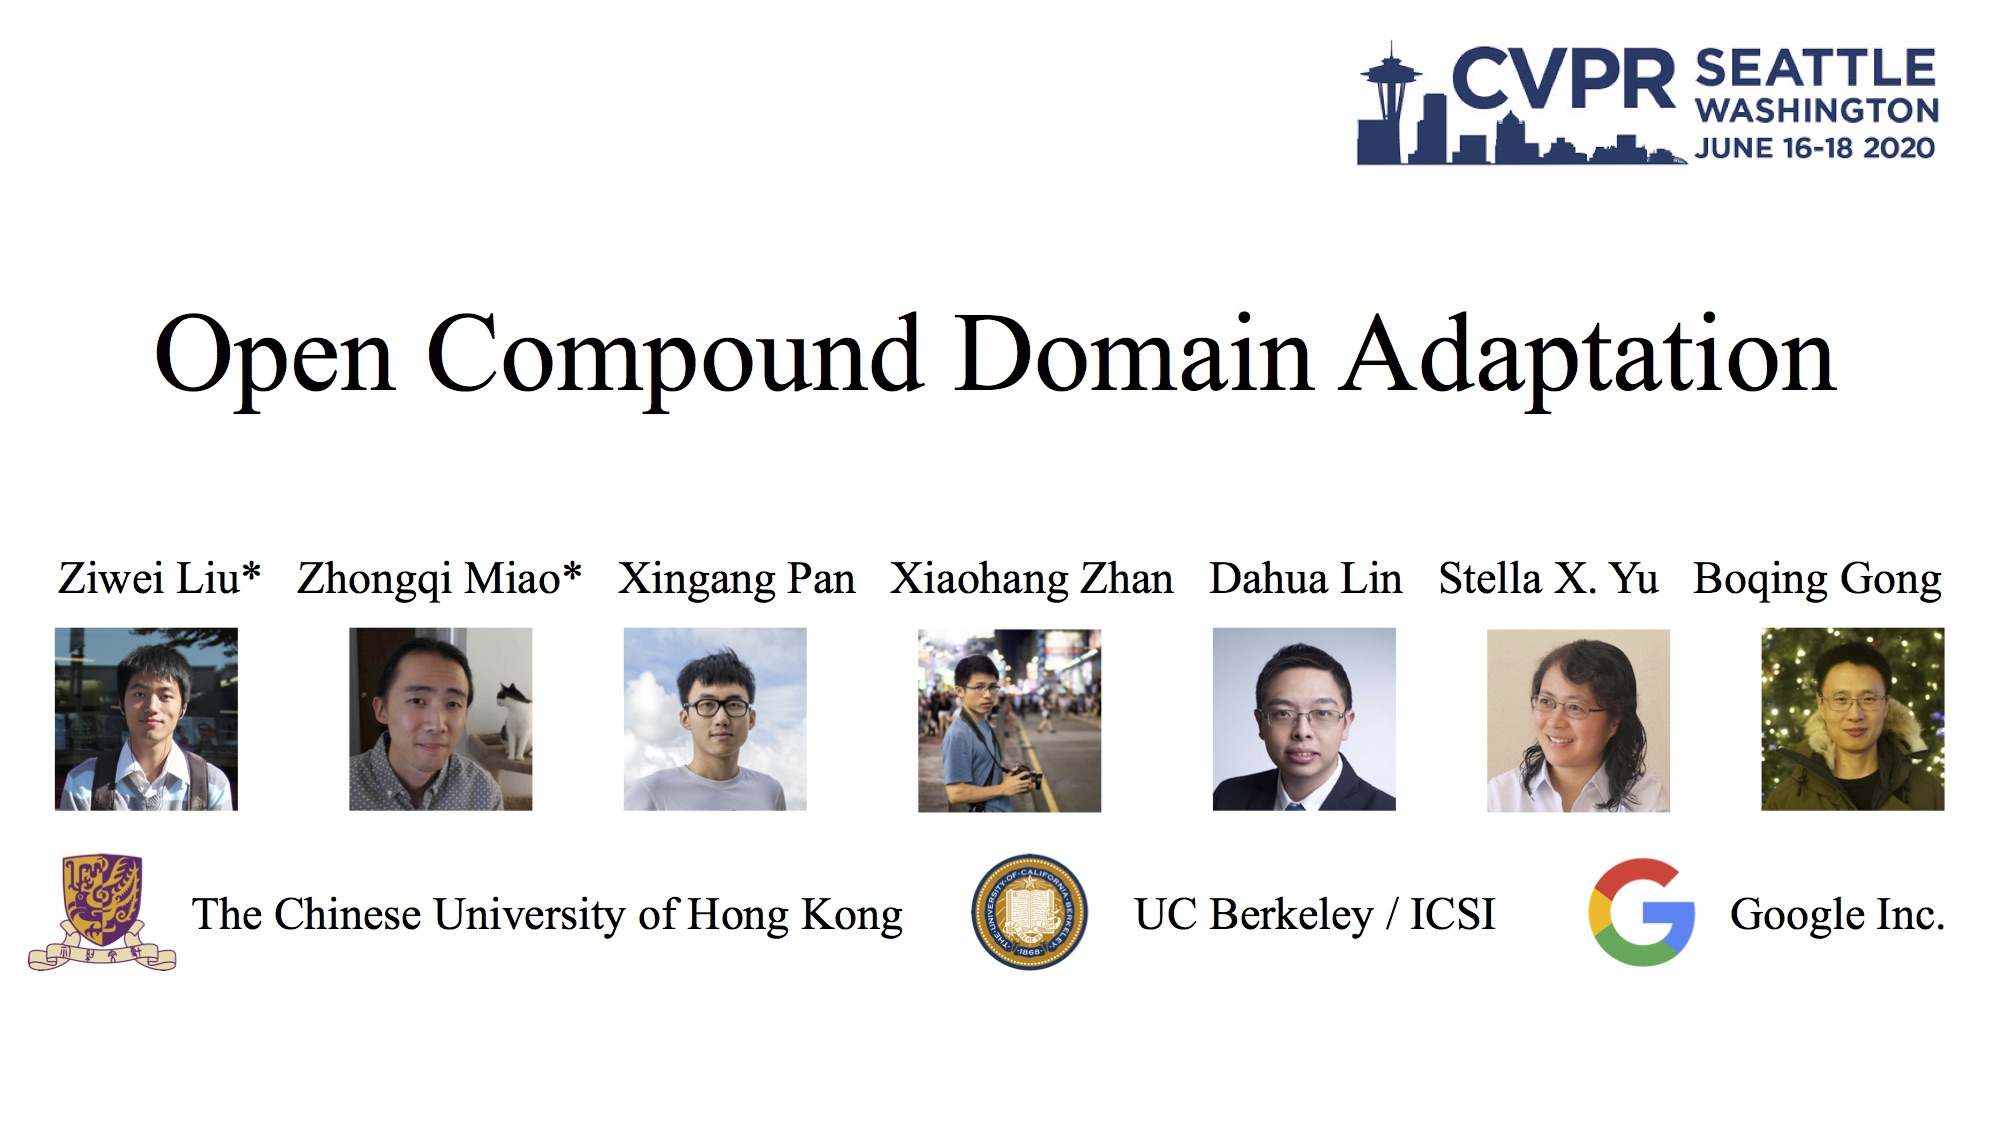 CVPR SEATTLE
WASHINGTON
JUNE 16-18 2020
Open Compound Domain Adaptation
Ziwei Liu* Zhongqi Miao* Xingang Pan Xiaohang Zhan Dahua Lin Stella X. Yu Boqing Gong
The Chinese University of Hong Kong
THE·UNIVERSITY·OF·CALIFORNIA·BERKELEY
·1868·
UC Berkeley / ICSI
Google Inc.